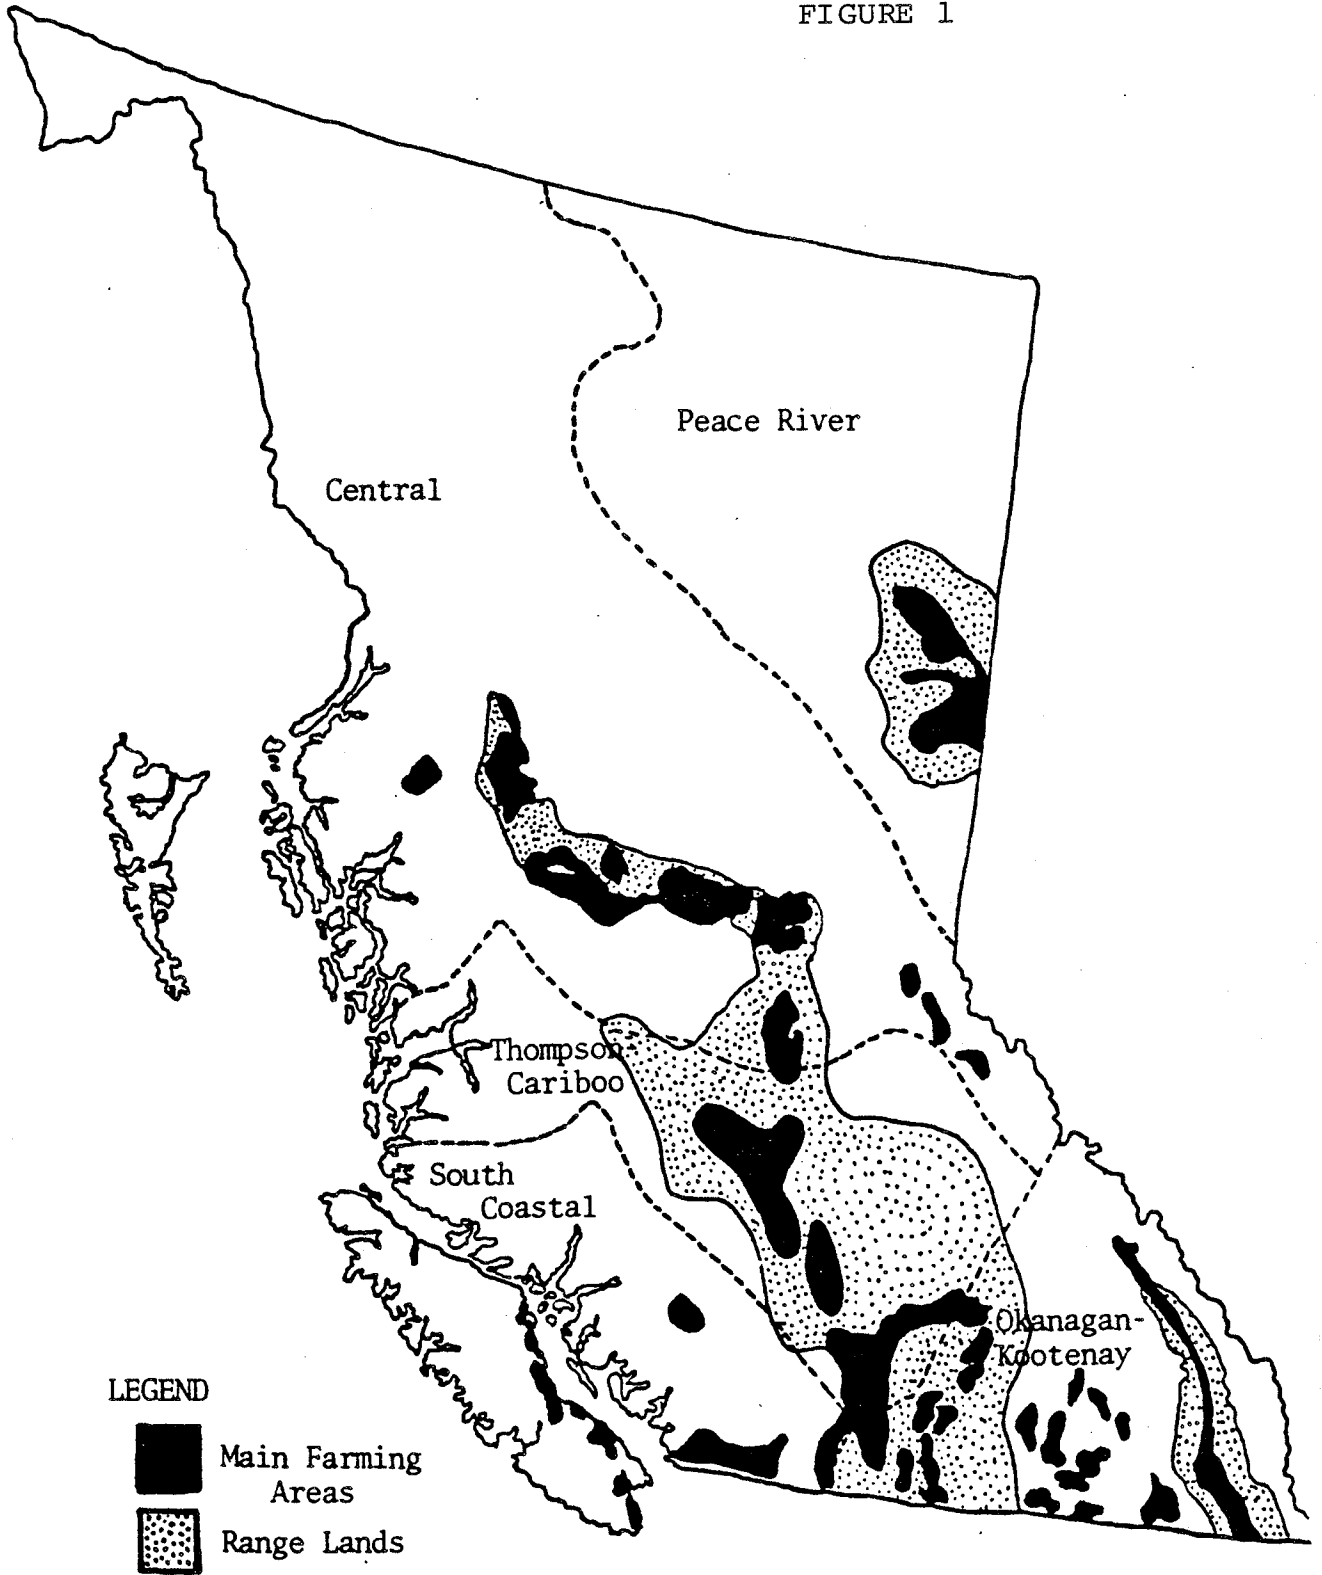 FIGURE 1
Peace River
Central
Thompson
Cariboo
South
Coastal
Okanagan-
Kootenay
LEGEND
Main Farming
Areas
Range Lands